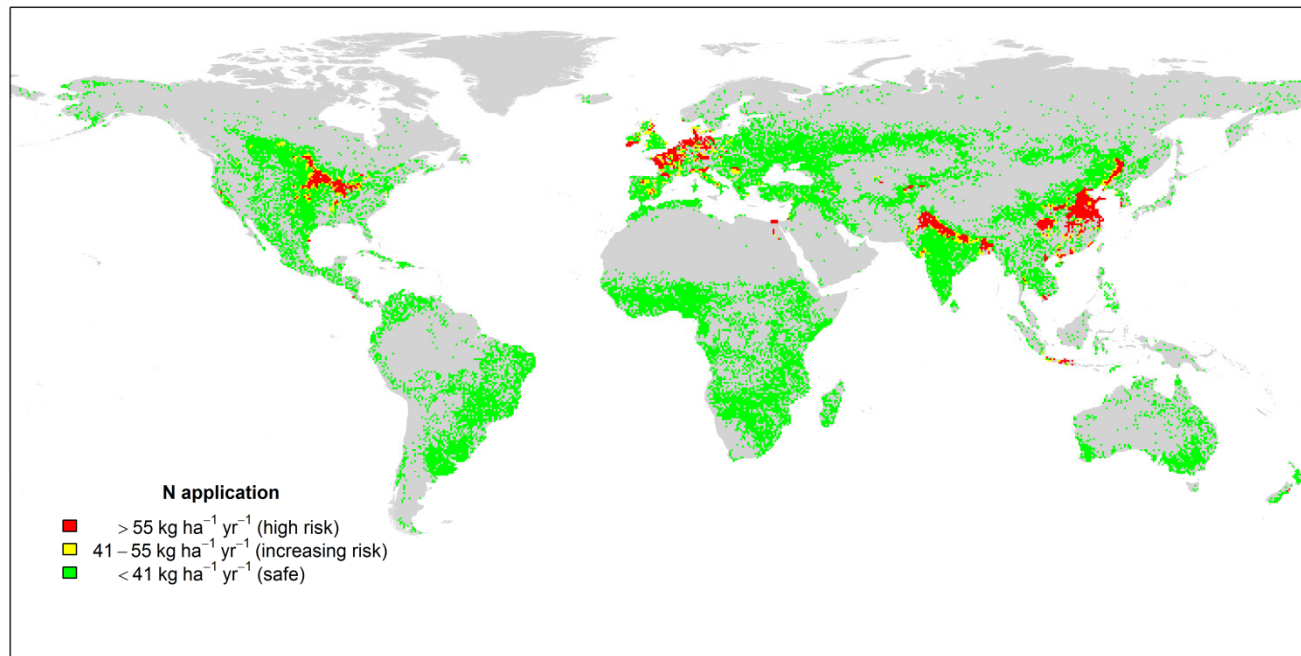 N application
> 55 kg ha⁻¹ yr⁻¹ (high risk)
41 – 55 kg ha⁻¹ yr⁻¹ (increasing risk)
< 41 kg ha⁻¹ yr⁻¹ (safe)